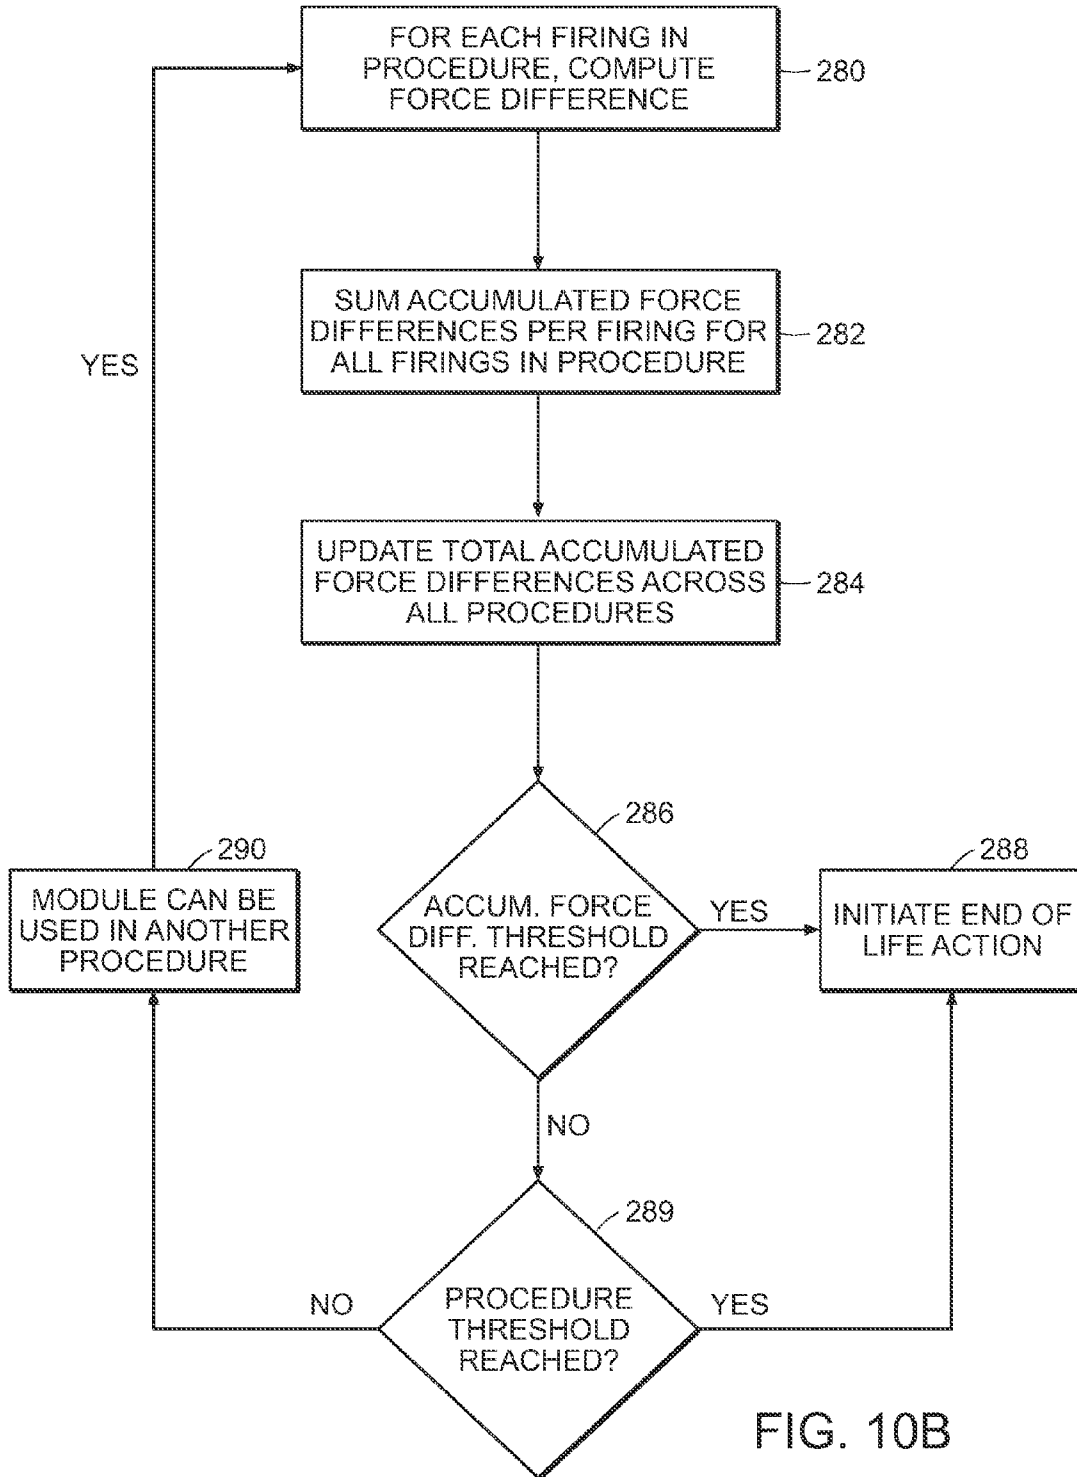 FOR EACH FIRING IN
PROCEDURE, COMPUTE
FORCE DIFFERENCE
280
SUM ACCUMULATED FORCE
DIFFERENCES PER FIRING FOR
ALL FIRINGS IN PROCEDURE
282
YES
UPDATE TOTAL ACCUMULATED
FORCE DIFFERENCES ACROSS
ALL PROCEDURES
284
286
ACCUM. FORCE
DIFF. THRESHOLD
REACHED?
YES
288
INITIATE END OF
LIFE ACTION
290
MODULE CAN BE
USED IN ANOTHER
PROCEDURE
NO
289
PROCEDURE
THRESHOLD
REACHED?
NO
YES
FIG. 10B